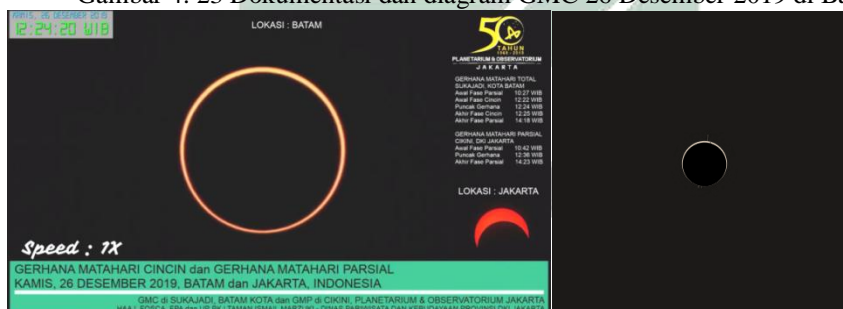 Gambar 4. 23 Dokumentasi dan diagram GMC 26 Desember 2019 di Ba
KAMIS, 26 DESEMBER 2019
12:24:20 WIB
LOKASI : BATAM
50
TAHUN
1969 - 2019
PLANETARIUM & OBSERVATORIUM
JAKARTA
GERHANA MATAHARI TOTAL
SUKAJADI, KOTA BATAM
Awal Fase Parsial 10:27 WIB
Awal Fase Cincin 12:22 WIB
Puncak Gerhana 12:24 WIB
Akhir Fase Cincin 12:25 WIB
Akhir Fase Parsial 14:18 WIB
GERHANA MATAHARI PARSIAL
CIKINI, DKI JAKARTA
Awal Fase Parsial 10:42 WIB
Puncak Gerhana 12:36 WIB
Akhir Fase Parsial 14:23 WIB
LOKASI : JAKARTA
Speed : 1X
GERHANA MATAHARI CINCIN dan GERHANA MATAHARI PARSIAL
KAMIS, 26 DESEMBER 2019, BATAM dan JAKARTA, INDONESIA
GMC di SUKAJADI, BATAM KOTA dan GMP di CIKINI, PLANETARIUM & OBSERVATORIUM JAKARTA